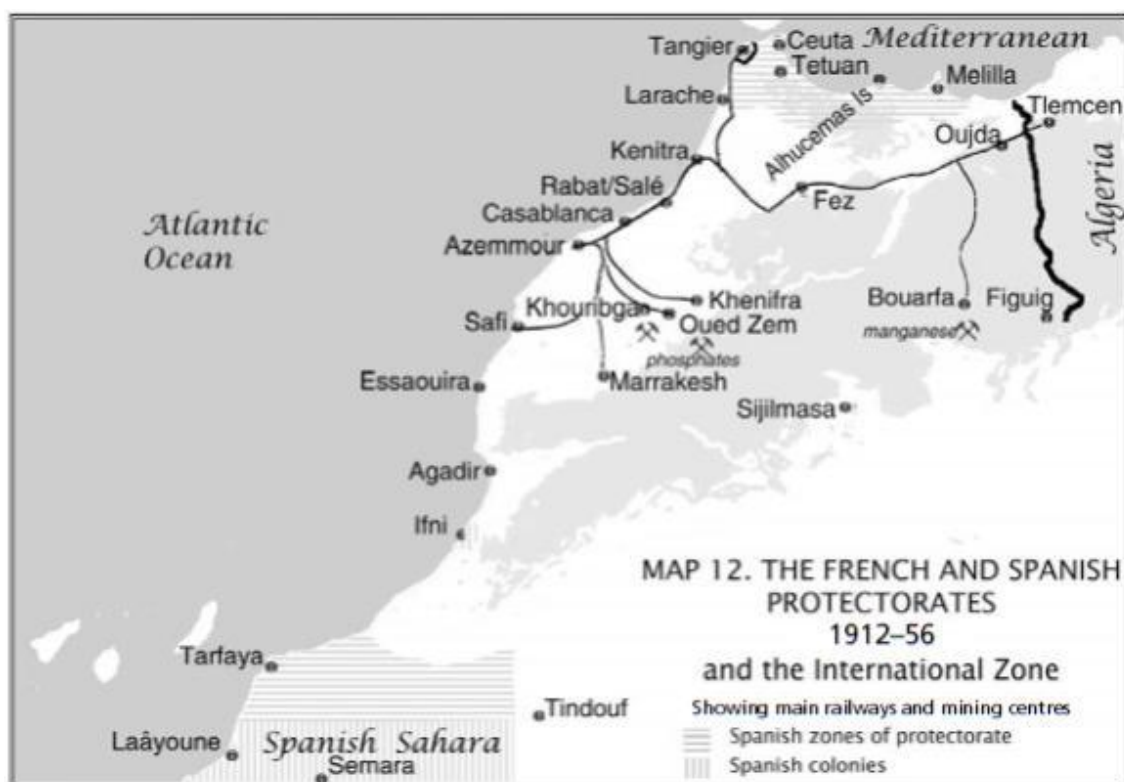 Tangier
Ceuta
Mediterranean
Tetuan
Melilla
Larache
Alhucemas Is
Tlemcen
Oujda
Kenitra
Algeria
Rabat/Salé
Fez
Atlantic
Ocean
Casablanca
Azemmour
Khouribga
Khenifra
Bouarfa
Figuig
Safi
Oued Zem
manganese
phosphates
Essaouira
Marrakesh
Sijilmasa
Agadir
Ifni
MAP 12. THE FRENCH AND SPANISH
PROTECTORATES
1912–56
and the International Zone
Tarfaya
Tindouf
Showing main railways and mining centres
Spanish zones of protectorate
Laâyoune
Spanish Sahara
Semara
Spanish colonies